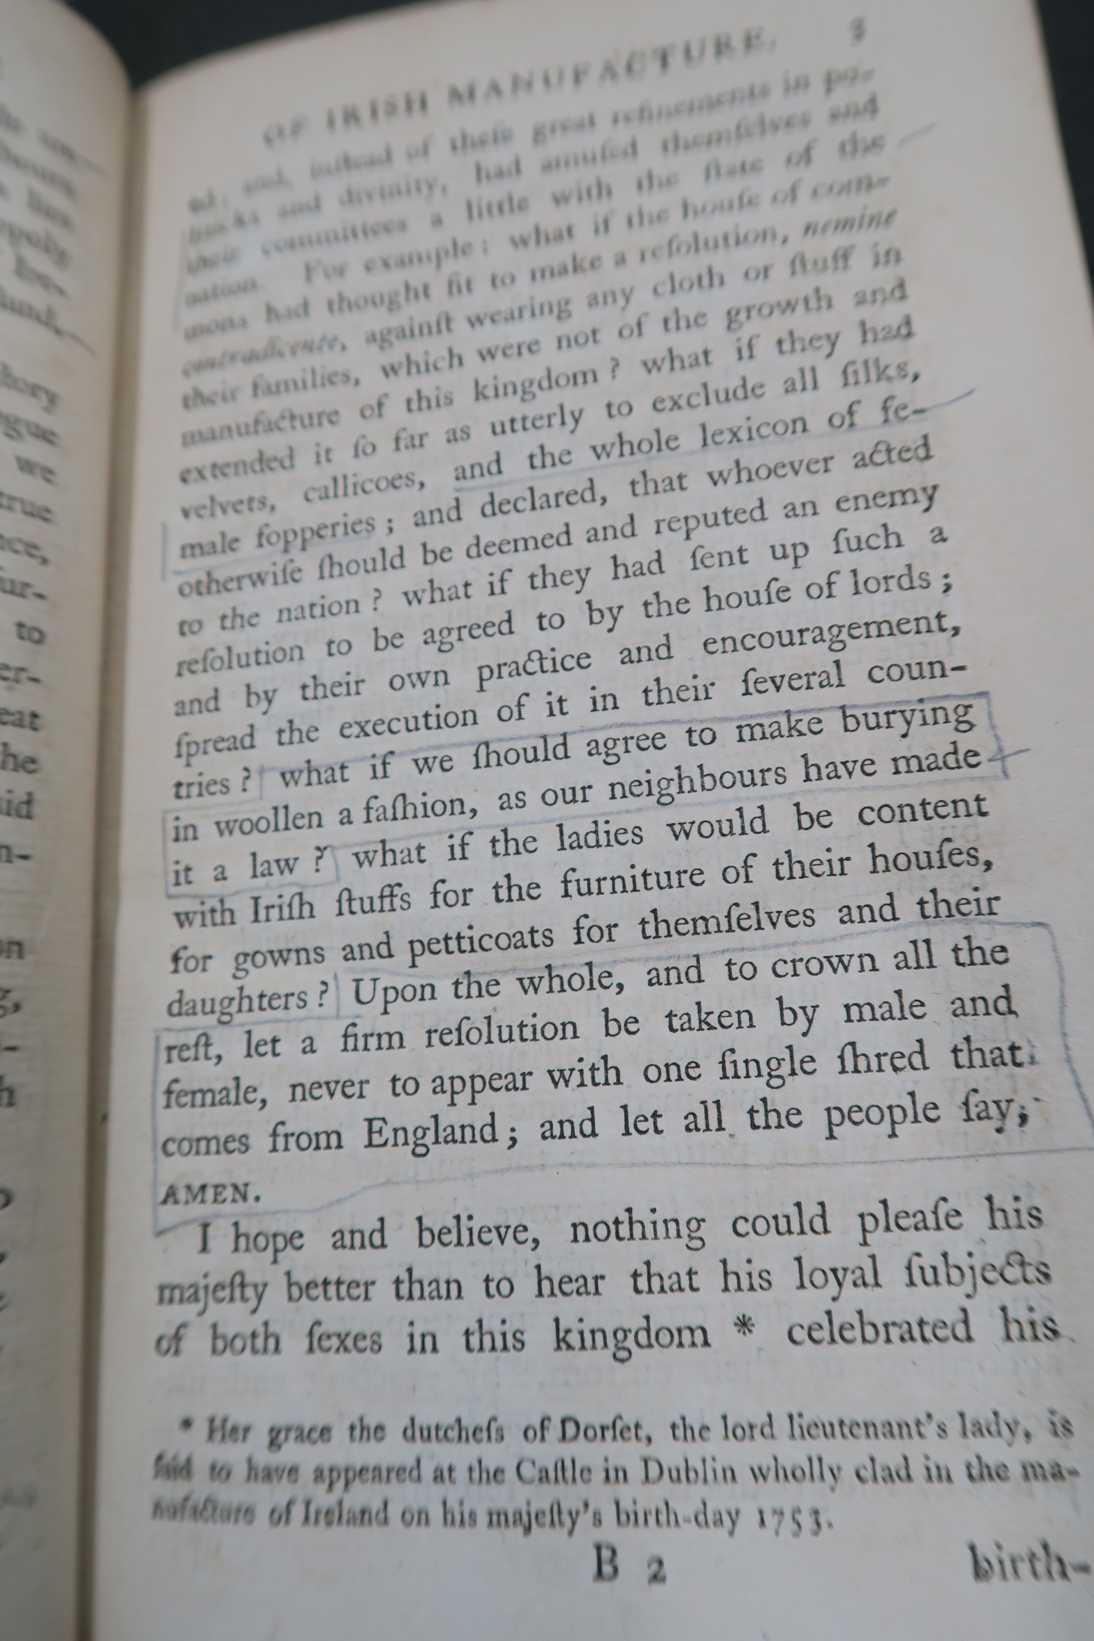 OF IRISH MANUFACTURE. 3
ed, and, instead of theſe great refinements in po-
and divinity, had amuſed themſelves and
their committees a little with the ſtate of the
nation. For example: what if the houſe of com-
mons had thought fit to make a reſolution, nemine
contradicente, againſt wearing any cloth or ſtuff in
their families, which were not of the growth and
manufacture of this kingdom? what if they had
extended it ſo far as utterly to exclude all ſilks,
velvets, callicoes, and the whole lexicon of fe-
male fopperies; and declared, that whoever acted
otherwiſe ſhould be deemed and reputed an enemy
to the nation? what if they had ſent up ſuch a
reſolution to be agreed to by the houſe of lords;
and by their own practice and encouragement,
ſpread the execution of it in their ſeveral coun-
tries? what if we ſhould agree to make burying
in woollen a faſhion, as our neighbours have made
it a law? what if the ladies would be content
with Iriſh ſtuffs for the furniture of their houſes,
for gowns and petticoats for themſelves and their
daughters? Upon the whole, and to crown all the
reſt, let a firm reſolution be taken by male and
female, never to appear with one ſingle ſhred that
comes from England; and let all the people ſay,
AMEN.
I hope and believe, nothing could pleaſe his
majeſty better than to hear that his loyal ſubjects
of both ſexes in this kingdom * celebrated his
* Her grace the dutcheſs of Dorſet, the lord lieutenant's lady, is
ſaid to have appeared at the Caſtle in Dublin wholly clad in the ma-
nufacture of Ireland on his majeſty's birth-day 1753.
B 2 birth-